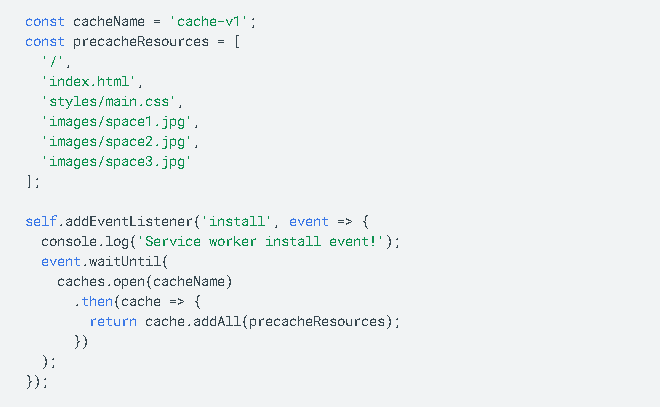 const cacheName = 'cache-v1';
const precacheResources = [
  '/',
  'index.html',
  'styles/main.css',
  'images/space1.jpg',
  'images/space2.jpg',
  'images/space3.jpg'
];

self.addEventListener('install', event => {
  console.log('Service worker install event!');
  event.waitUntil(
    caches.open(cacheName)
      .then(cache => {
        return cache.addAll(precacheResources);
      })
  );
});